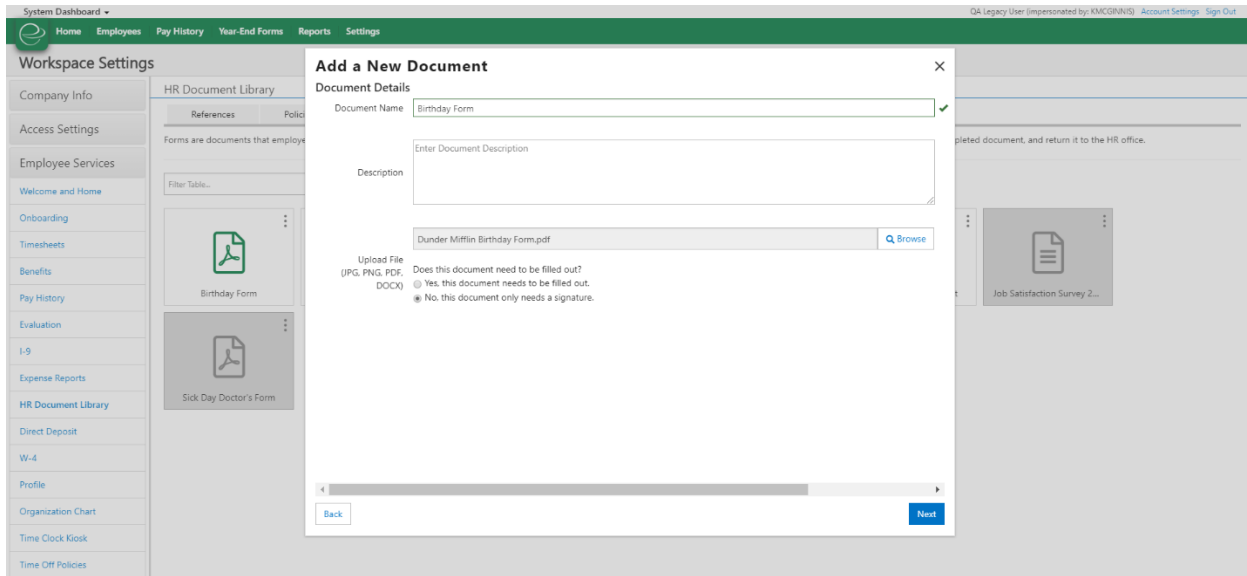 System Dashboard
QA Legacy User (impersonated by: KMCGINNIS) Account Settings Sign Out
Home Employees Pay History Year-End Forms Reports Settings
Workspace Settings
Company Info
Access Settings
Employee Services
Welcome and Home
Onboarding
Timesheets
Benefits
Pay History
Evaluation
I-9
Expense Reports
HR Document Library
Direct Deposit
W-4
Profile
Organization Chart
Time Clock Kiosk
Time Off Policies
HR Document Library
References
Forms are documents that
document, and return it to the HR office.
Filter Table...
Birthday Form
Job Satisfaction Survey 2...
Sick Day Doctor's Form
Add a New Document
Document Details
Document Name Birthday Form
Description Enter Document Description
Upload File
(JPG, PNG, PDF,
DOCX)
Dunder Mifflin Birthday Form.pdf Browse
Does this document need to be filled out?
Yes, this document needs to be filled out.
No, this document only needs a signature.
Back Next